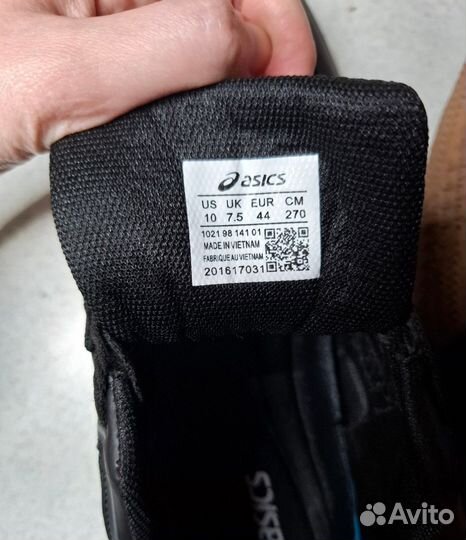 asics
US UK EUR CM
10 7.5 44 270
1021 98 141 01
MADE IN VIETNAM
FABRIQUE AU VIETNAM
201617031
ASICS
Avito